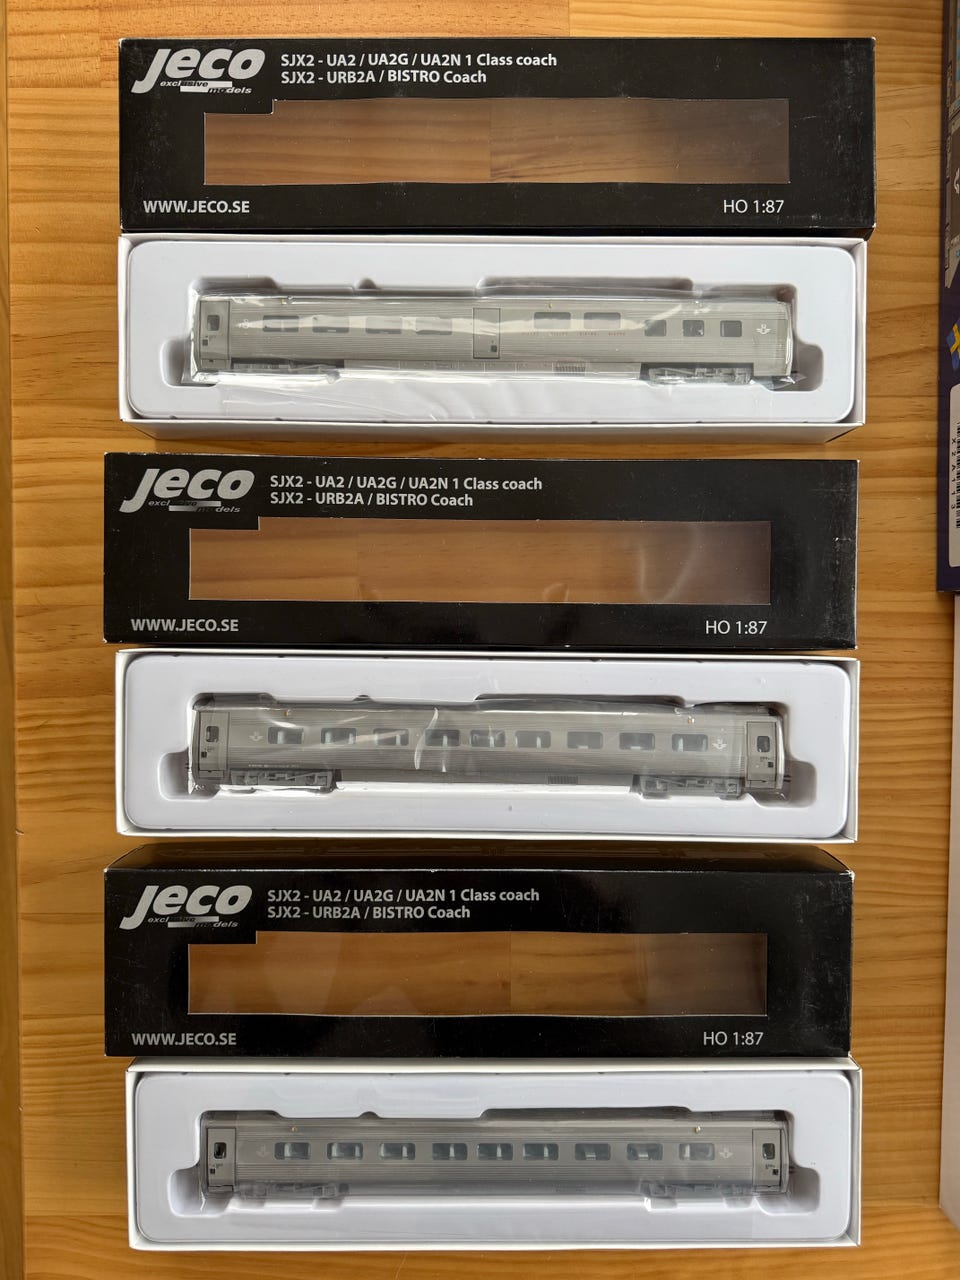 Jeco
exclusive
models
SJX2 - UA2 / UA2G / UA2N 1 Class coach
SJX2 - URB2A / BISTRO Coach
WWW.JECO.SE
HO 1:87
BISTRO
Jeco
exclusive
models
SJX2 - UA2 / UA2G / UA2N 1 Class coach
SJX2 - URB2A / BISTRO Coach
WWW.JECO.SE
HO 1:87
Jeco
exclusive
models
SJX2 - UA2 / UA2G / UA2N 1 Class coach
SJX2 - URB2A / BISTRO Coach
WWW.JECO.SE
HO 1:87